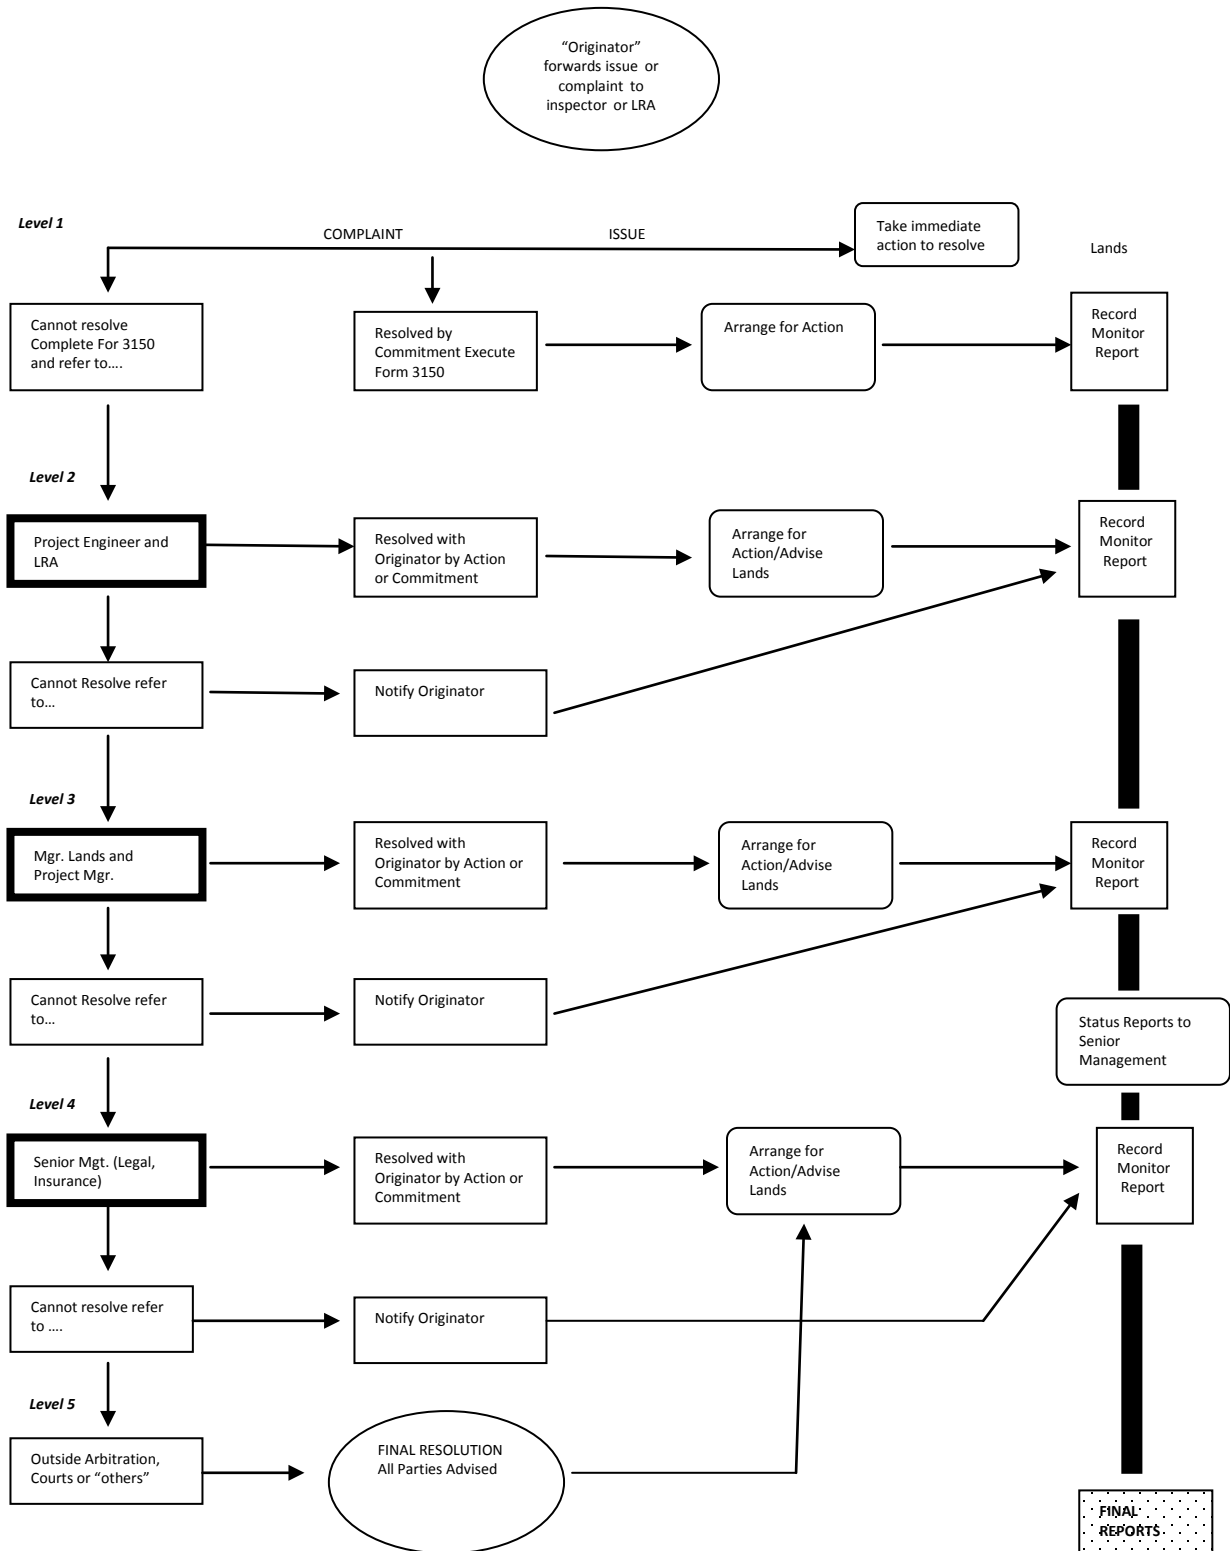 “Originator”
forwards issue or
complaint to
inspector or LRA
Level 1
COMPLAINT
ISSUE
Take immediate
action to resolve
Lands
Cannot resolve
Complete For 3150
and refer to….
Resolved by
Commitment Execute
Form 3150
Arrange for Action
Record
Monitor
Report
Level 2
Project Engineer and
LRA
Resolved with
Originator by Action
or Commitment
Arrange for
Action/Advise
Lands
Record
Monitor
Report
Cannot Resolve refer
to…
Notify Originator
Level 3
Mgr. Lands and
Project Mgr.
Resolved with
Originator by Action or
Commitment
Arrange for
Action/Advise
Lands
Record
Monitor
Report
Cannot Resolve refer
to…
Notify Originator
Status Reports to
Senior
Management
Level 4
Senior Mgt. (Legal,
Insurance)
Resolved with
Originator by Action or
Commitment
Arrange for
Action/Advise
Lands
Record
Monitor
Report
Cannot resolve refer
to ….
Notify Originator
Level 5
Outside Arbitration,
Courts or “others”
FINAL RESOLUTION
All Parties Advised
FINAL
REPORTS